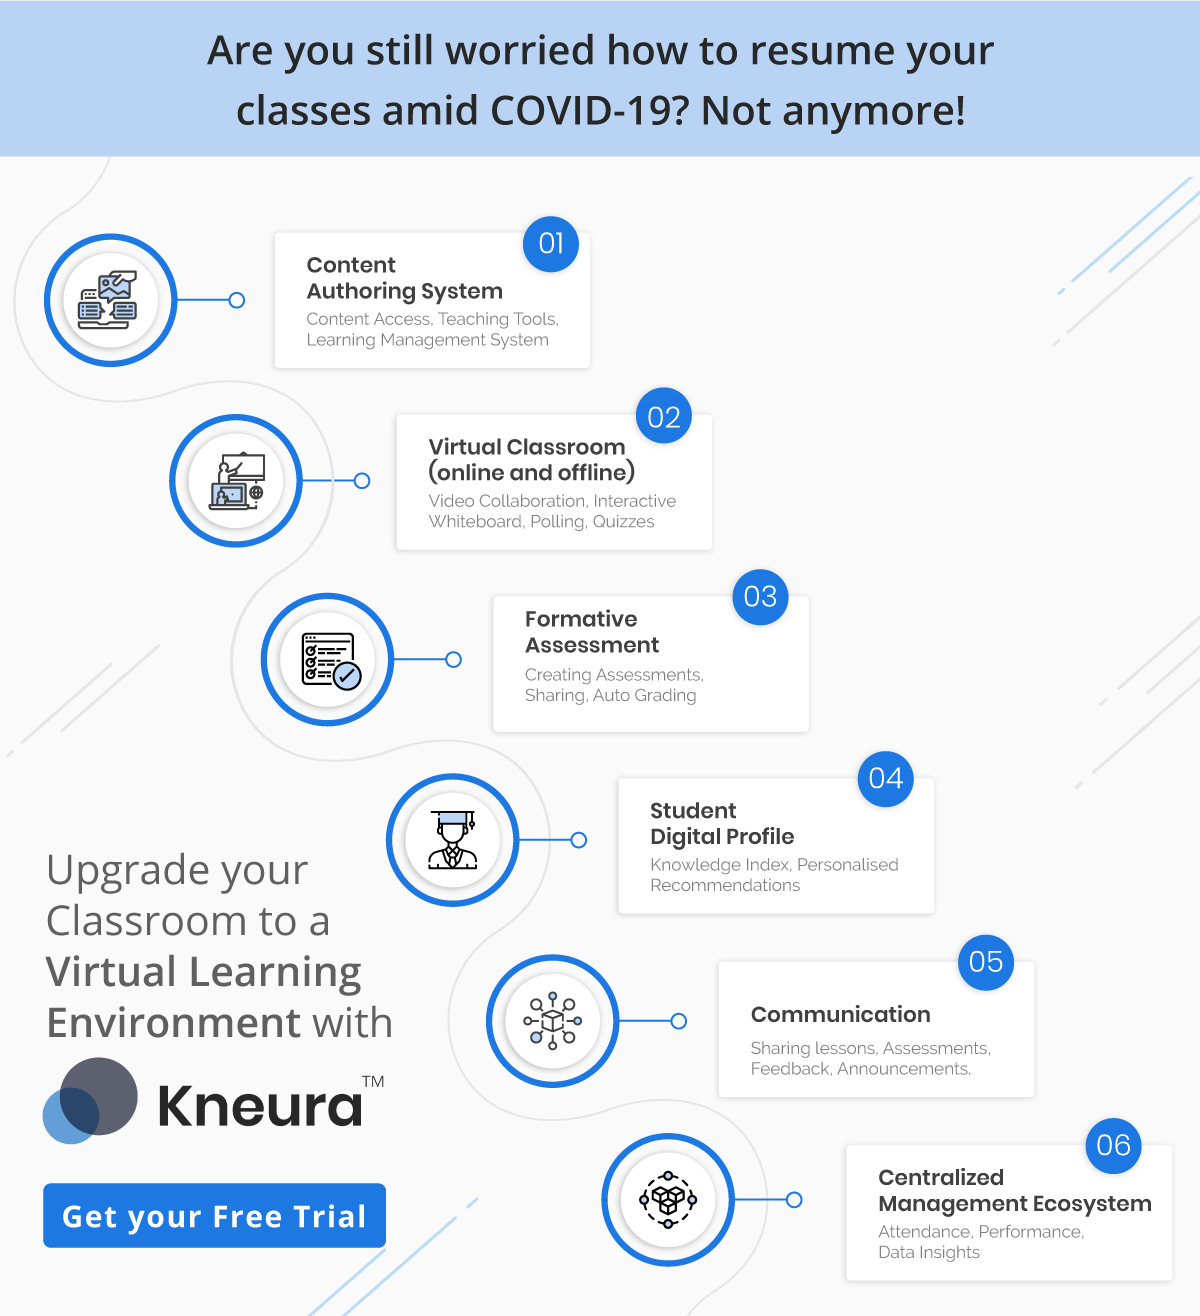 Are you still worried how to resume your
classes amid COVID-19? Not anymore!
01
Content
Authoring System
Content Access, Teaching Tools,
Learning Management System
02
Virtual Classroom
(online and offline)
Video Collaboration, Interactive
Whiteboard, Polling, Quizzes
03
Formative
Assessment
Creating Assessments,
Sharing, Auto Grading
04
Student
Digital Profile
Knowledge Index, Personalised
Recommendations
05
Communication
Sharing lessons, Assessments,
Feedback, Announcements.
06
Centralized
Management Ecosystem
Attendance, Performance,
Data Insights
Upgrade your
Classroom to a
Virtual Learning
Environment with
Kneura™
Get your Free Trial